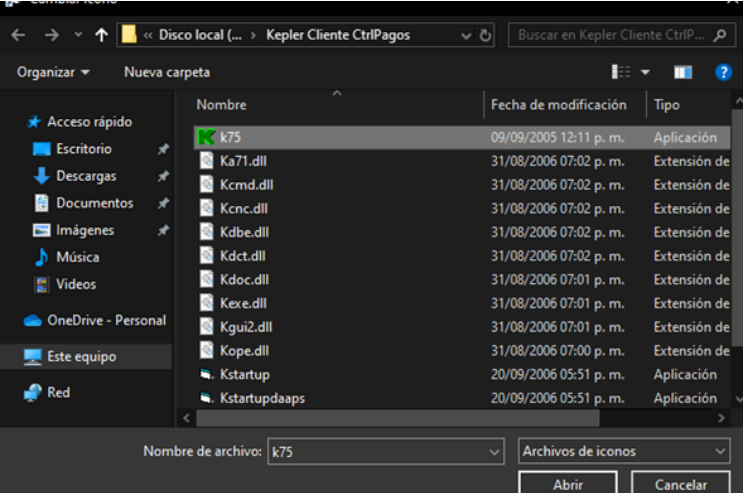 Cambiar icono
« Disco local (... › Kepler Cliente CtrlPagos
Buscar en Kepler Cliente CtrlP...
Organizar
Nueva carpeta
Nombre Fecha de modificación Tipo
Acceso rápido
Escritorio
Descargas
Documentos
Imágenes
Música
Videos
OneDrive - Personal
Este equipo
Red
k75 09/09/2005 12:11 p. m. Aplicación
Ka71.dll 31/08/2006 07:02 p. m. Extensión de
Kcmd.dll 31/08/2006 07:02 p. m. Extensión de
Kcnc.dll 31/08/2006 07:02 p. m. Extensión de
Kdbe.dll 31/08/2006 07:02 p. m. Extensión de
Kdct.dll 31/08/2006 07:02 p. m. Extensión de
Kdoc.dll 31/08/2006 07:01 p. m. Extensión de
Kexe.dll 31/08/2006 07:01 p. m. Extensión de
Kgui2.dll 31/08/2006 07:01 p. m. Extensión de
Kope.dll 31/08/2006 07:00 p. m. Extensión de
Kstartup 20/09/2006 05:51 p. m. Aplicación
Kstartupdaaps 20/09/2006 05:51 p. m. Aplicación
Nombre de archivo: k75
Archivos de iconos
Abrir
Cancelar